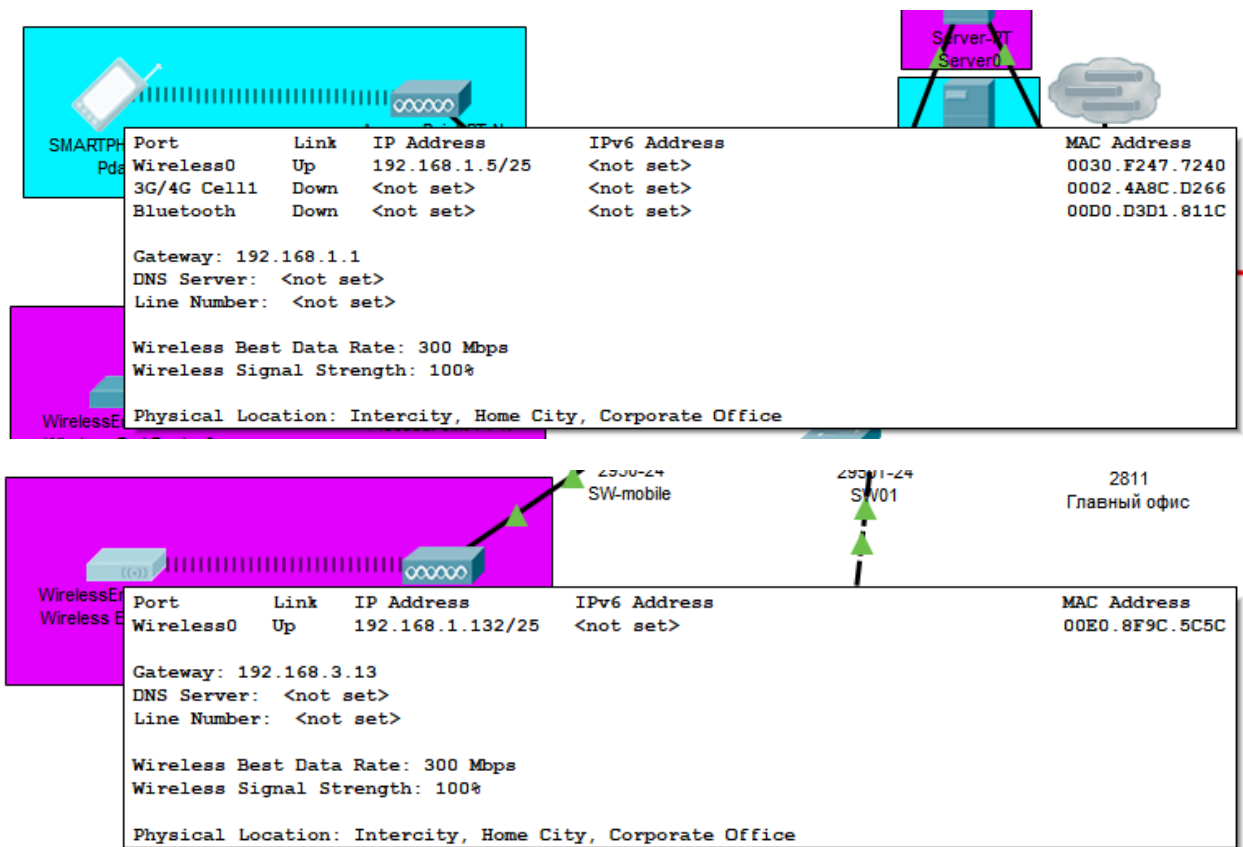 Server-PT
Server0
SMARTPH
Pda
Port Link IP Address IPv6 Address MAC Address
Wireless0 Up 192.168.1.5/25 <not set> 0030.F247.7240
3G/4G Cell1 Down <not set> <not set> 0002.4A8C.D266
Bluetooth Down <not set> <not set> 00D0.D3D1.811C
Gateway: 192.168.1.1
DNS Server: <not set>
Line Number: <not set>
Wireless Best Data Rate: 300 Mbps
Wireless Signal Strength: 100%
Physical Location: Intercity, Home City, Corporate Office
WirelessEn
2950-24
SW-mobile
SW01
2811
Главный офис
WirelessEn
Wireless E
Port Link IP Address IPv6 Address MAC Address
Wireless0 Up 192.168.1.132/25 <not set> 00E0.8F9C.5C5C
Gateway: 192.168.3.13
DNS Server: <not set>
Line Number: <not set>
Wireless Best Data Rate: 300 Mbps
Wireless Signal Strength: 100%
Physical Location: Intercity, Home City, Corporate Office